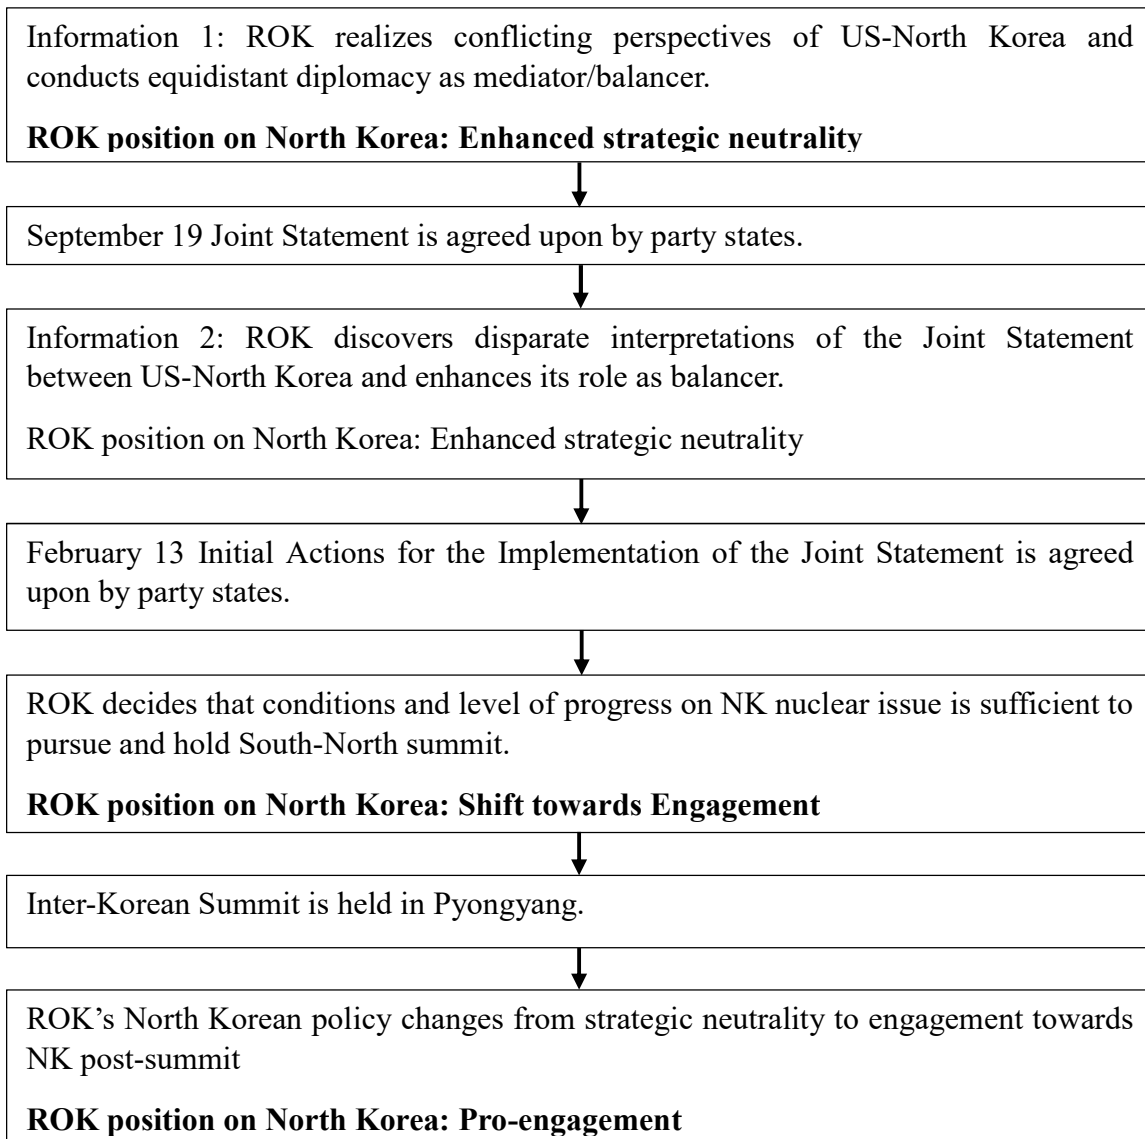 Information 1: ROK realizes conflicting perspectives of US-North Korea and
conducts equidistant diplomacy as mediator/balancer.
ROK position on North Korea: Enhanced strategic neutrality
September 19 Joint Statement is agreed upon by party states.
Information 2: ROK discovers disparate interpretations of the Joint Statement
between US-North Korea and enhances its role as balancer.
ROK position on North Korea: Enhanced strategic neutrality
February 13 Initial Actions for the Implementation of the Joint Statement is agreed
upon by party states.
ROK decides that conditions and level of progress on NK nuclear issue is sufficient to
pursue and hold South-North summit.
ROK position on North Korea: Shift towards Engagement
Inter-Korean Summit is held in Pyongyang.
ROK’s North Korean policy changes from strategic neutrality to engagement towards
NK post-summit
ROK position on North Korea: Pro-engagement